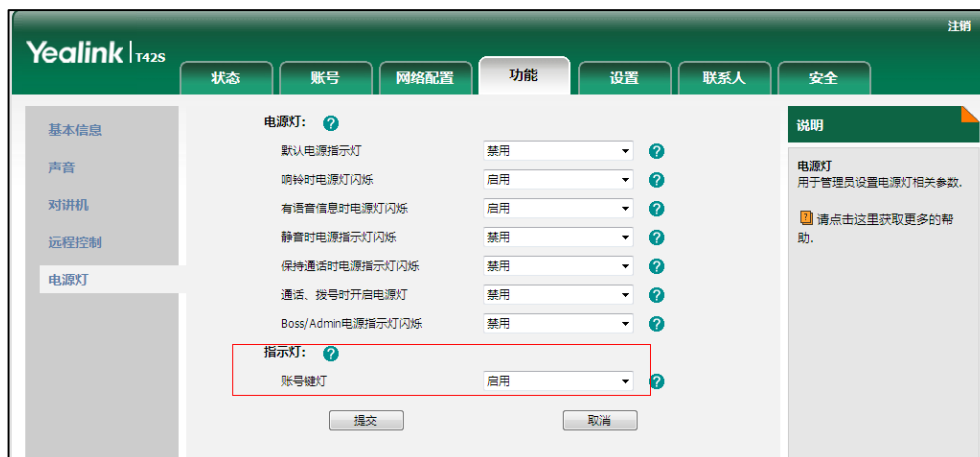 注销
Yealink T42S
状态 账号 网络配置 功能 设置 联系人 安全
基本信息
声音
对讲机
远程控制
电源灯
电源灯: ?
默认电源指示灯 禁用 ?
响铃时电源灯闪烁 启用 ?
有语音信息时电源灯闪烁 启用 ?
静音时电源指示灯闪烁 禁用 ?
保持通话时电源指示灯闪烁 禁用 ?
通话、拨号时开启电源灯 禁用 ?
Boss/Admin电源指示灯闪烁 禁用 ?
指示灯: ?
账号键灯 启用 ?
提交 取消
说明
电源灯
用于管理员设置电源灯相关参数.
? 请点击这里获取更多的帮
助.